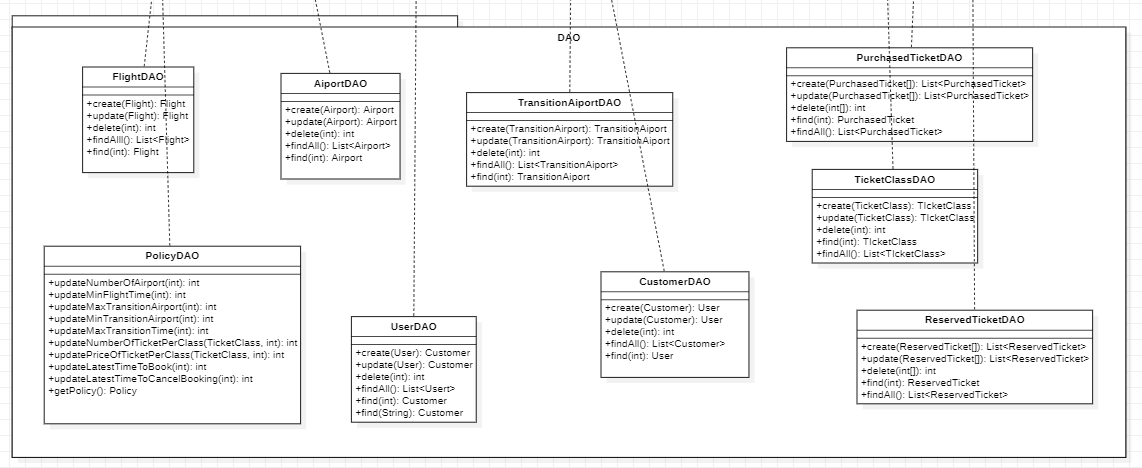 DAO
FlightDAO
+create(Flight): Flight
+update(Flight): Flight
+delete(int): int
+findAlll(): List<Flight>
+find(int): Flight
AiportDAO
+create(Airport): Airport
+update(Airport): Airport
+delete(int): int
+findAll(): List<Airport>
+find(int): Airport
TransitionAiportDAO
+create(TransitionAirport): TransitionAiport
+update(TransitionAirport): TransitionAiport
+delete(int): int
+findAll(): List<TransitionAiport>
+find(int): TransitionAiport
PurchasedTicketDAO
+create(PurchasedTicket[]): List<PurchasedTicket>
+update(PurchasedTicket[]): List<PurchasedTicket>
+delete(int[]): int
+find(int): PurchasedTicket
+findAll(): List<PurchasedTicket>
TicketClassDAO
+create(TicketClass): TIcketClass
+update(TicketClass): TIcketClass
+delete(int): int
+find(int): TIcketClass
+findAll(): List<TIcketClass>
PolicyDAO
+updateNumberOfAirport(int): int
+updateMinFlightTime(int): int
+updateMaxTransitionAirport(int): int
+updateMinTransitionAirport(int): int
+updateMaxTransitionTime(int): int
+updateNumberOfTicketPerClass(TicketClass, int): int
+updatePriceOfTicketPerClass(TicketClass, int): int
+updateLatestTimeToBook(int): int
+updateLatestTimeToCancelBooking(int): int
+getPolicy(): Policy
UserDAO
+create(User): Customer
+update(User): Customer
+delete(int): int
+findAll(): List<Usert>
+find(int): Customer
+find(String): Customer
CustomerDAO
+create(Customer): User
+update(Customer): User
+delete(int): int
+findAll(): List<Customer>
+find(int): User
ReservedTicketDAO
+create(ReservedTicket[]): List<ReservedTicket>
+update(ReservedTicket[]): List<ReservedTicket>
+delete(int[]): int
+find(int): ReservedTicket
+findAll(): List<ReservedTicket>